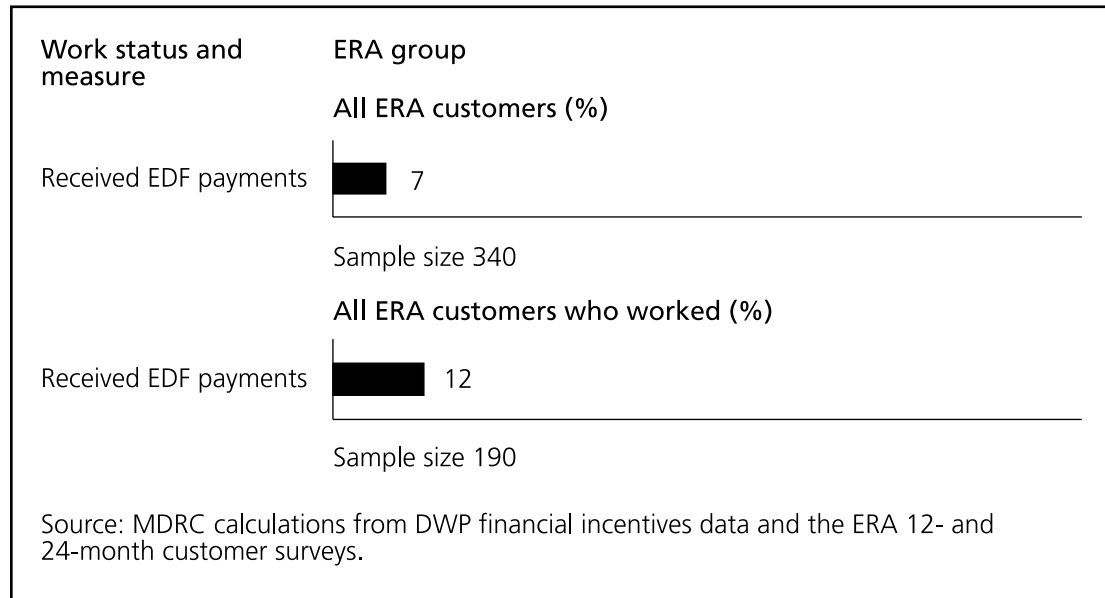 Work status and
measure
ERA group
All ERA customers (%)
Received EDF payments
7
Sample size 340
All ERA customers who worked (%)
Received EDF payments
12
Sample size 190
Source: MDRC calculations from DWP financial incentives data and the ERA 12- and
24-month customer surveys.